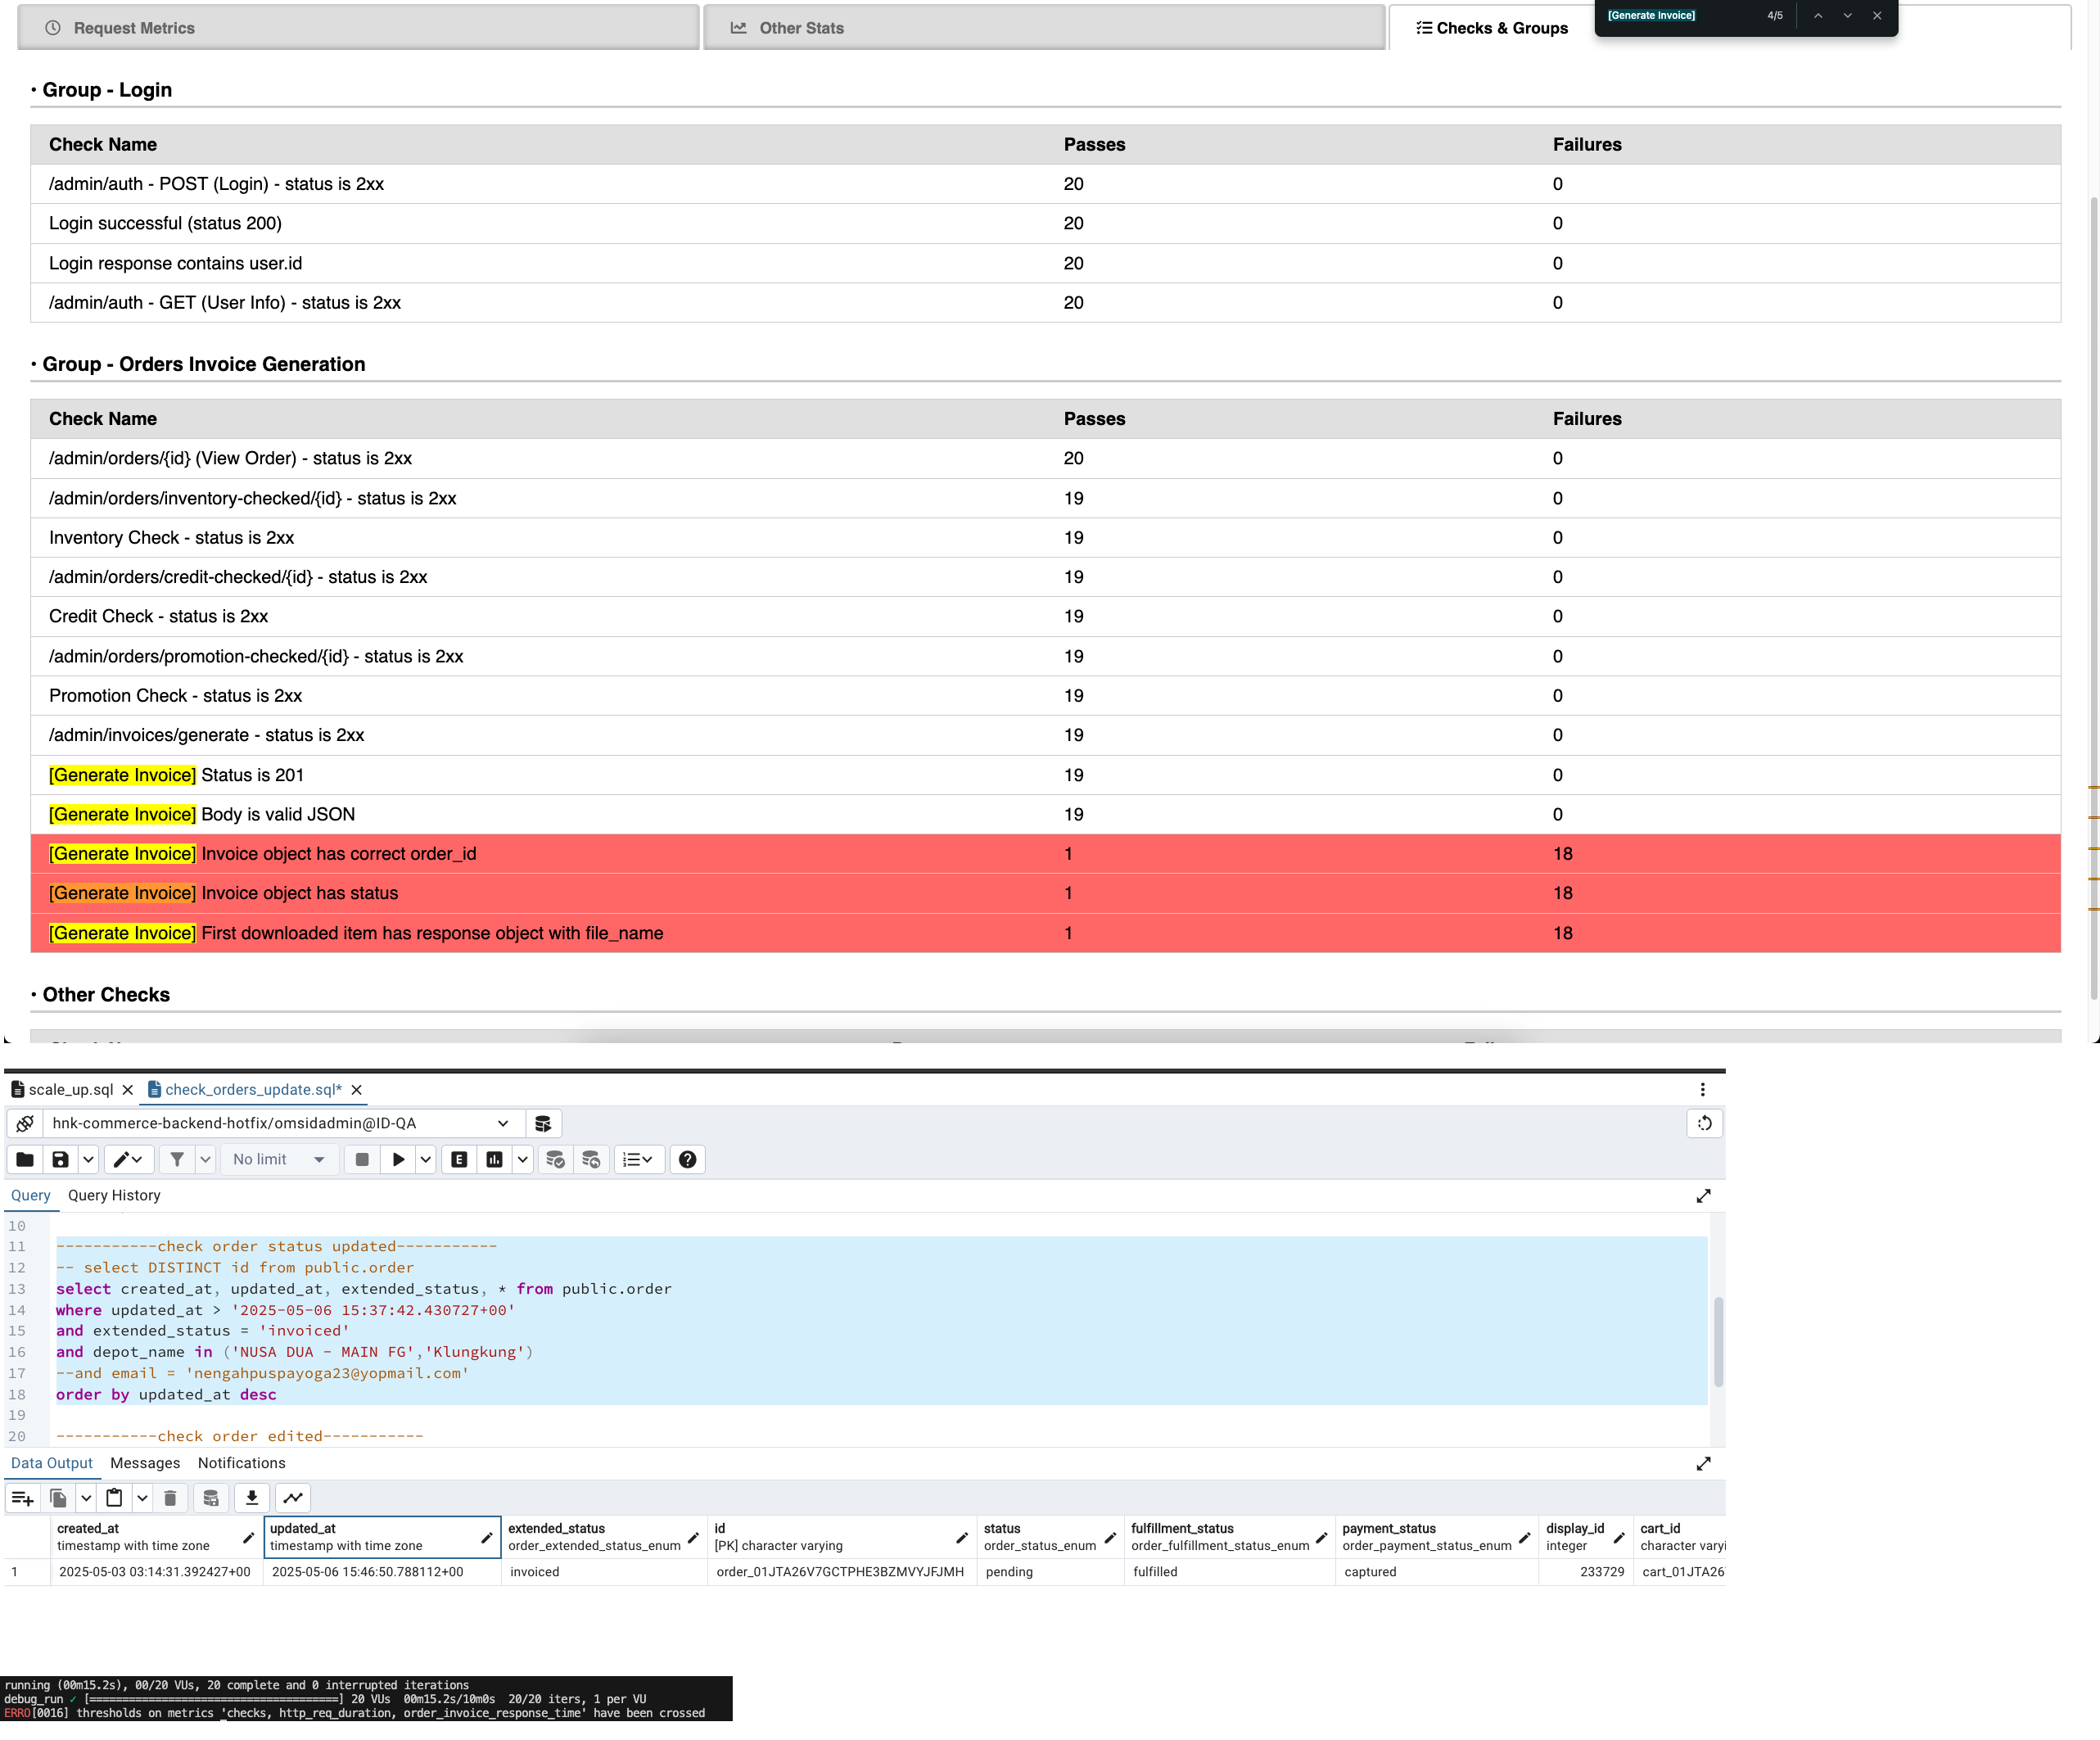 Request Metrics
Other Stats
Checks & Groups
[Generate Invoice] 4/5
· Group - Login
Check Name Passes Failures
/admin/auth - POST (Login) - status is 2xx 20 0
Login successful (status 200) 20 0
Login response contains user.id 20 0
/admin/auth - GET (User Info) - status is 2xx 20 0
· Group - Orders Invoice Generation
Check Name Passes Failures
/admin/orders/{id} (View Order) - status is 2xx 20 0
/admin/orders/inventory-checked/{id} - status is 2xx 19 0
Inventory Check - status is 2xx 19 0
/admin/orders/credit-checked/{id} - status is 2xx 19 0
Credit Check - status is 2xx 19 0
/admin/orders/promotion-checked/{id} - status is 2xx 19 0
Promotion Check - status is 2xx 19 0
/admin/invoices/generate - status is 2xx 19 0
[Generate Invoice] Status is 201 19 0
[Generate Invoice] Body is valid JSON 19 0
[Generate Invoice] Invoice object has correct order_id 1 18
[Generate Invoice] Invoice object has status 1 18
[Generate Invoice] First downloaded item has response object with file_name 1 18
· Other Checks
scale_up.sql
check_orders_update.sql*
hnk-commerce-backend-hotfix/omsidadmin@ID-QA
No limit
E
Query Query History
10
11 -----------check order status updated-----------
12 -- select DISTINCT id from public.order
13 select created_at, updated_at, extended_status, * from public.order
14 where updated_at > '2025-05-06 15:37:42.430727+00'
15 and extended_status = 'invoiced'
16 and depot_name in ('NUSA DUA - MAIN FG','Klungkung')
17 --and email = 'nengahpuspayoga23@yopmail.com'
18 order by updated_at desc
19
20 -----------check order edited-----------
Data Output Messages Notifications
created_at updated_at extended_status id status fulfillment_status payment_status display_id cart_id
timestamp with time zone timestamp with time zone order_extended_status_enum [PK] character varying order_status_enum order_fulfillment_status_enum order_payment_status_enum integer character varyi
1 2025-05-03 03:14:31.392427+00 2025-05-06 15:46:50.788112+00 invoiced order_01JTA26V7GCTPHE3BZMVYJFJMH pending fulfilled captured 233729 cart_01JTA26
running (00m15.2s), 00/20 VUs, 20 complete and 0 interrupted iterations
debug_run ✓ [======================================] 20 VUs 00m15.2s/10m0s 20/20 iters, 1 per VU
ERRO[0016] thresholds on metrics 'checks, http_req_duration, order_invoice_response_time' have been crossed